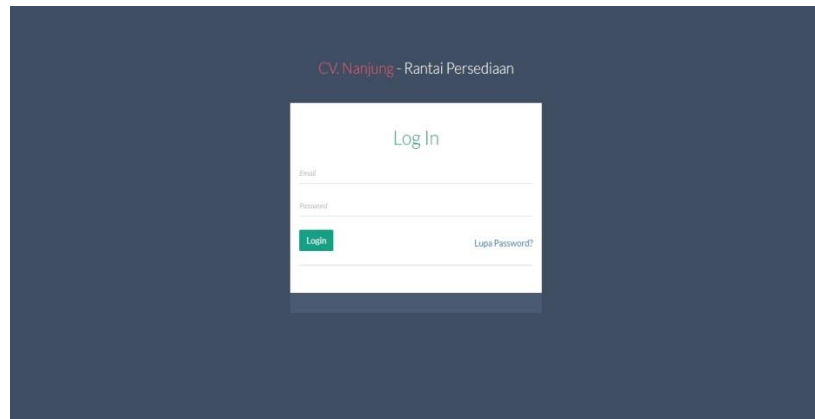 CV. Nanjung - Rantai Persediaan
Log In
Email
Password
Login
Lupa Password?